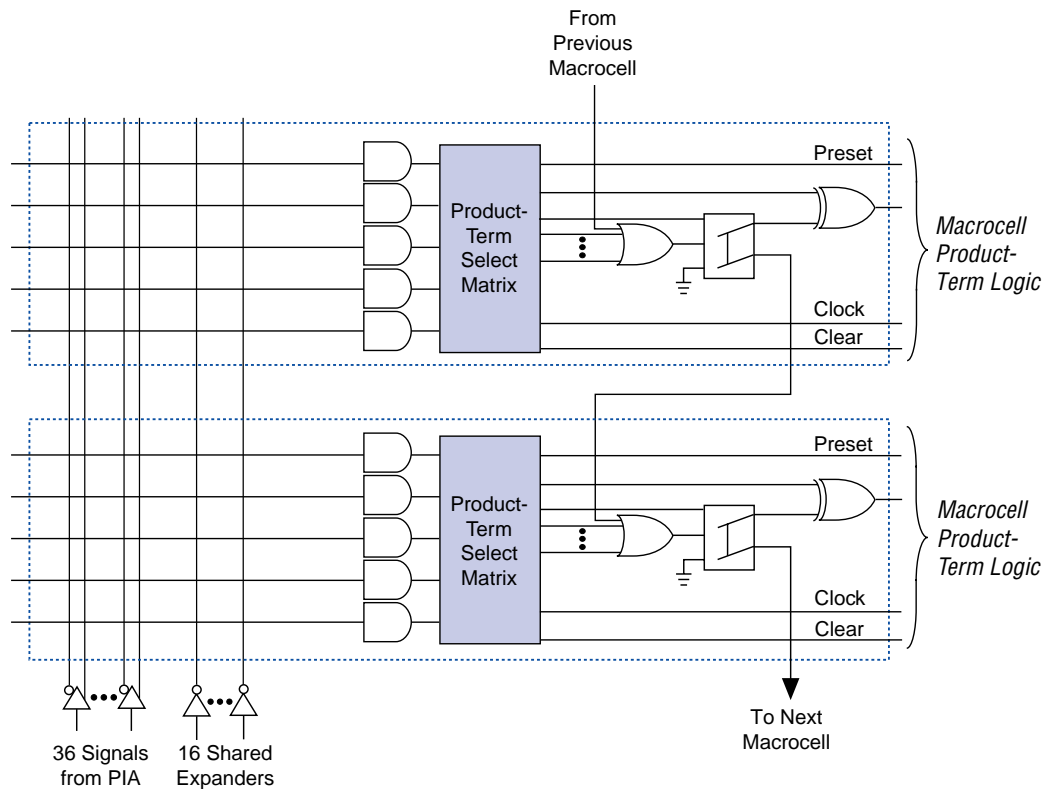 From
Previous
Macrocell
Preset
Product-
Term
Select
Matrix
Macrocell
Product-
Term Logic
Clock
Clear
Preset
Product-
Term
Select
Matrix
Macrocell
Product-
Term Logic
Clock
Clear
36 Signals
from PIA
16 Shared
Expanders
To Next
Macrocell